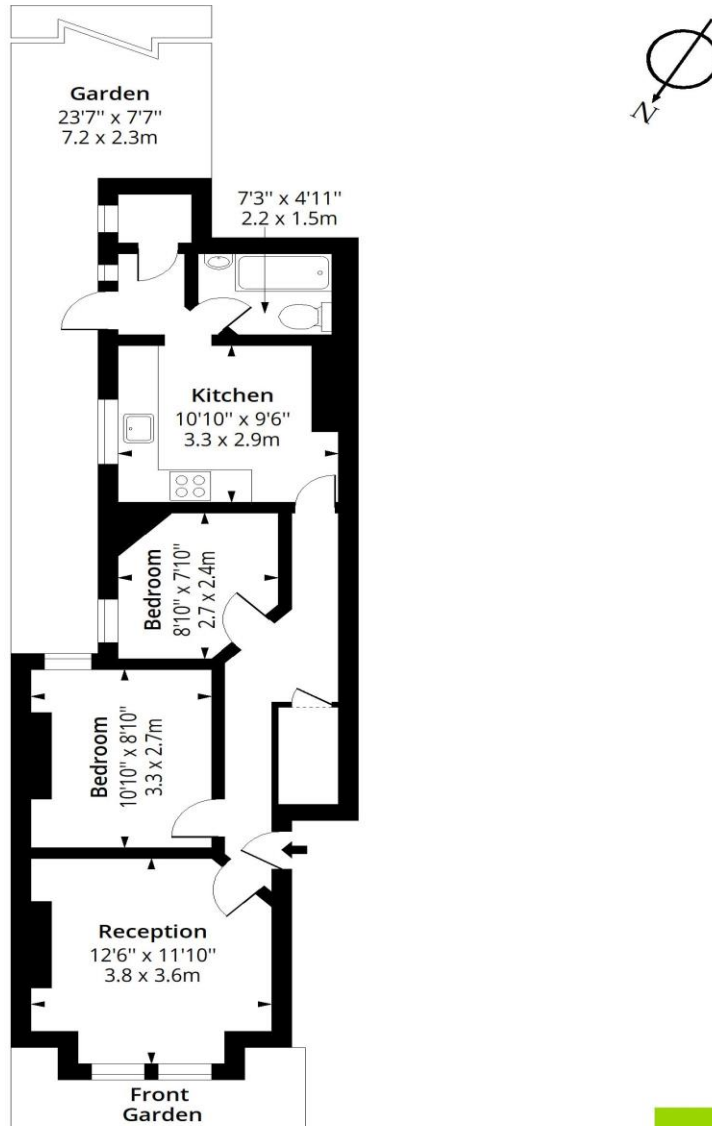 Garden
23'7" x 7'7"
7.2 x 2.3m
7'3" x 4'11"
2.2 x 1.5m
N
Kitchen
10'10" x 9'6"
3.3 x 2.9m
Bedroom
8'10" x 7'10"
2.7 x 2.4m
Bedroom
10'10" x 8'10"
3.3 x 2.7m
Reception
12'6" x 11'10"
3.8 x 3.6m
Front
Garden